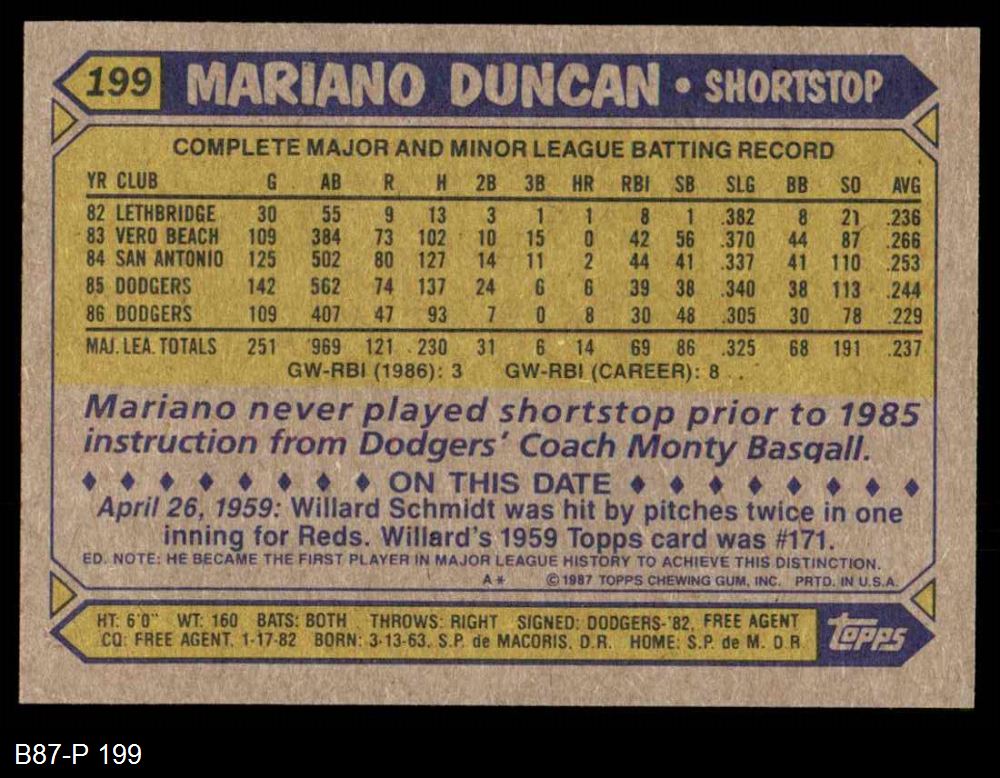 199 MARIANO DUNCAN • SHORTSTOP
COMPLETE MAJOR AND MINOR LEAGUE BATTING RECORD
YR CLUB G AB R H 2B 3B HR RBI SB SLG BB SO AVG
82 LETHBRIDGE 30 55 9 13 3 1 1 8 1 .382 8 21 .236
83 VERO BEACH 109 384 73 102 10 15 0 42 56 .370 44 87 .266
84 SAN ANTONIO 125 502 80 127 14 11 2 44 41 .337 41 110 .253
85 DODGERS 142 562 74 137 24 6 6 39 38 .340 38 113 .244
86 DODGERS 109 407 47 93 7 0 8 30 48 .305 30 78 .229
MAJ. LEA. TOTALS 251 969 121 230 31 6 14 69 86 .325 68 191 .237
GW-RBI (1986): 3 GW-RBI (CAREER): 8
Mariano never played shortstop prior to 1985
instruction from Dodgers' Coach Monty Basgall.
♦ ♦ ♦ ♦ ♦ ♦ ♦ ♦ ON THIS DATE ♦ ♦ ♦ ♦ ♦ ♦ ♦ ♦
April 26, 1959: Willard Schmidt was hit by pitches twice in one
inning for Reds. Willard's 1959 Topps card was #171.
ED. NOTE: HE BECAME THE FIRST PLAYER IN MAJOR LEAGUE HISTORY TO ACHIEVE THIS DISTINCTION.
A* © 1987 TOPPS CHEWING GUM, INC. PRTD. IN U.S.A.
HT: 6'0" WT: 160 BATS: BOTH THROWS: RIGHT SIGNED: DODGERS-'82, FREE AGENT
CQ: FREE AGENT, 1-17-82 BORN: 3-13-63, S.P. de MACORIS, D.R. HOME: S.P. de M. D.R.
topps
B87-P 199